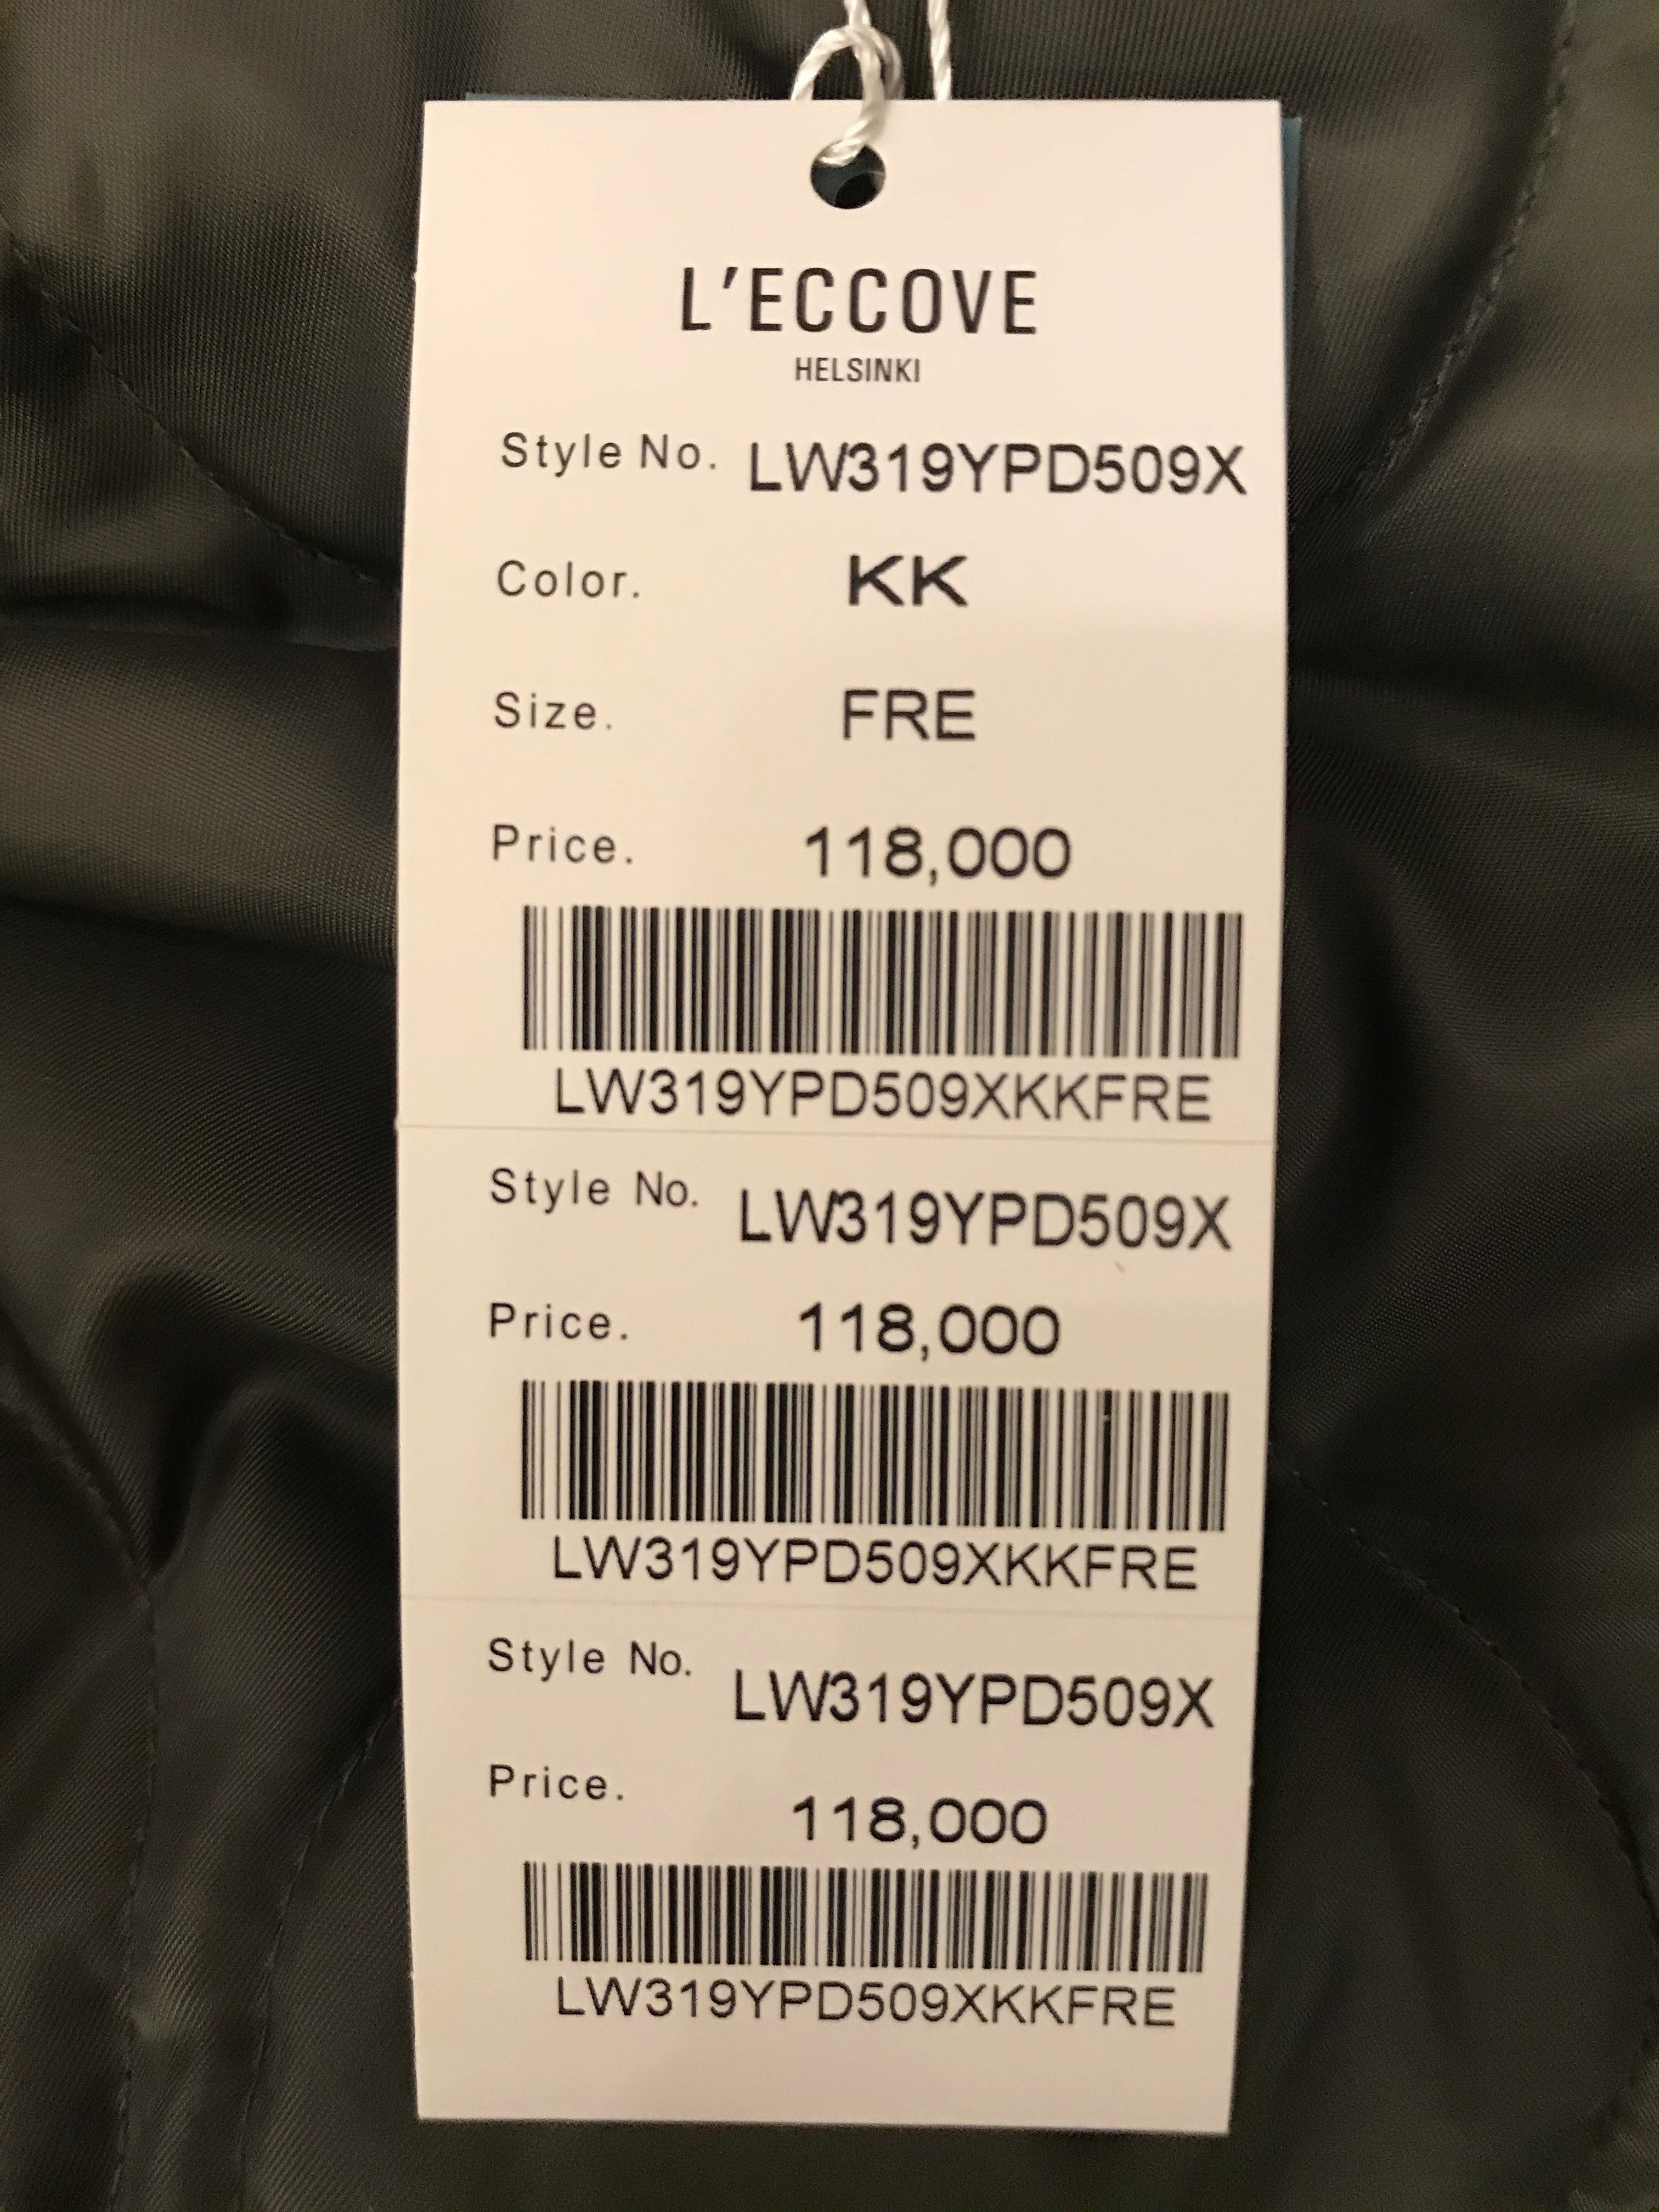 L'ECCOVE
HELSINKI
Style No. LW319YPD509X
Color. KK
Size. FRE
Price. 118,000
LW319YPD509XKKFRE
Style No. LW319YPD509X
Price. 118,000
LW319YPD509XKKFRE
Style No. LW319YPD509X
Price. 118,000
LW319YPD509XKKFRE